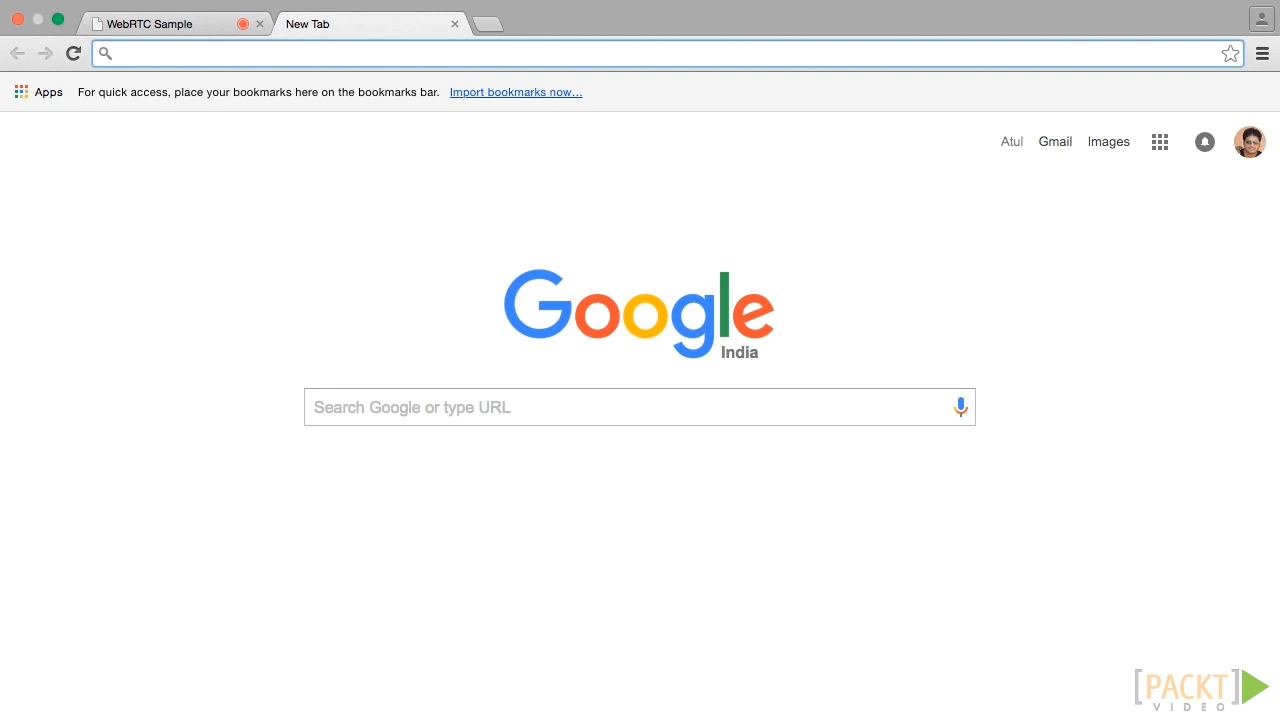 WebRTC Sample
New Tab
Apps For quick access, place your bookmarks here on the bookmarks bar. Import bookmarks now...
Atul Gmail Images
Google
India
Search Google or type URL
[PACKT]
VIDEO